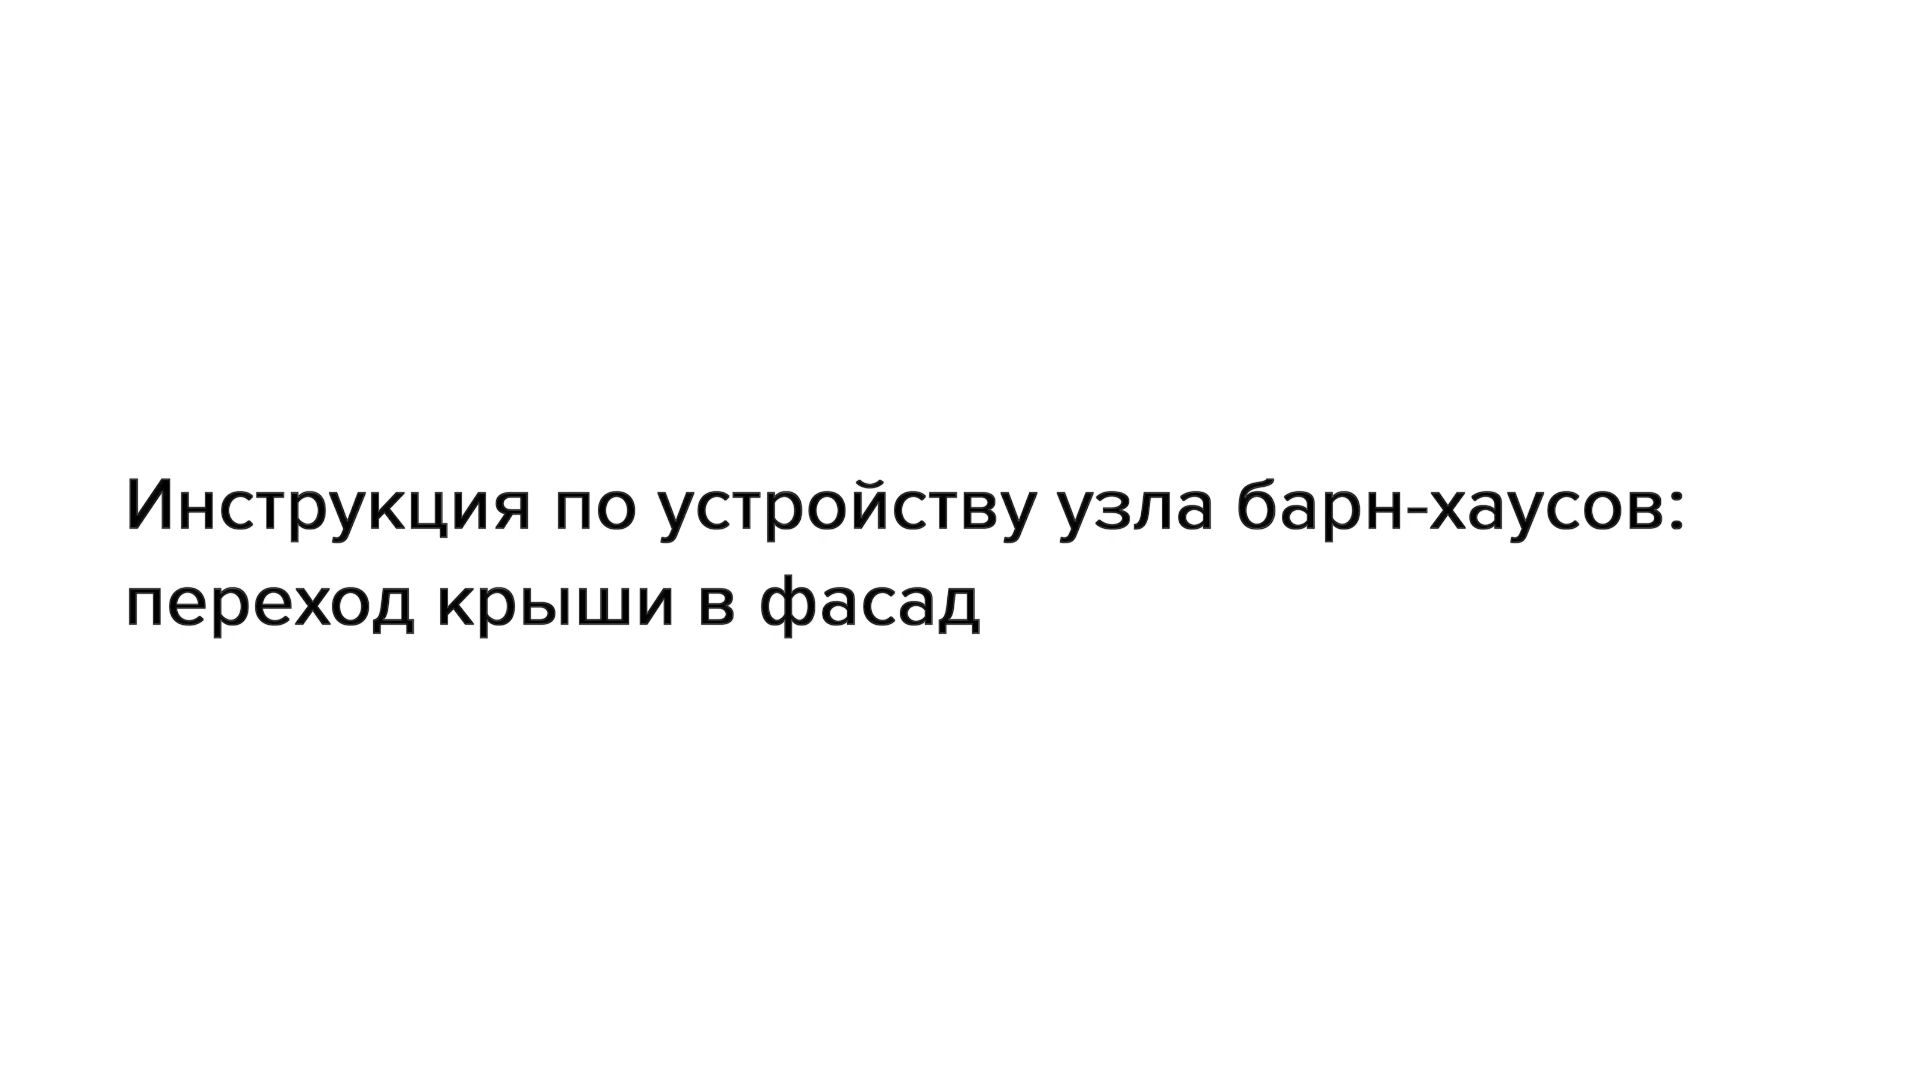 Инструкция по устройству узла барн-хаусов:
переход крыши в фасад